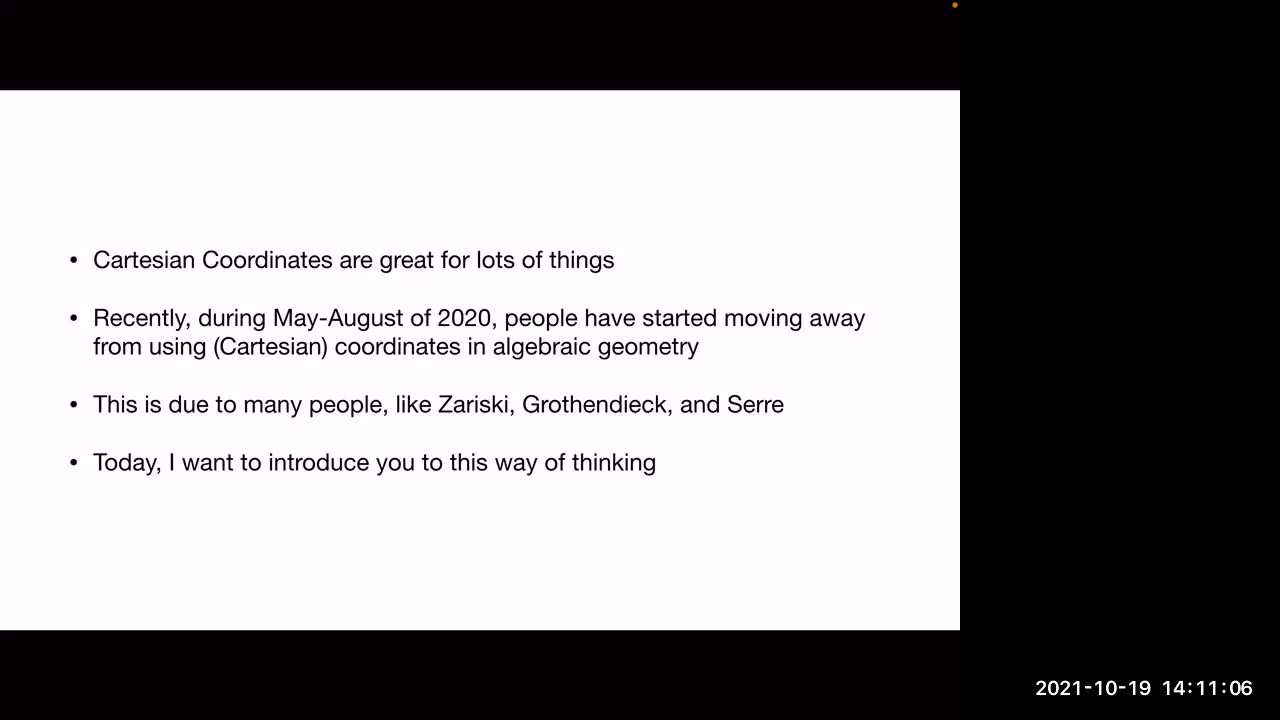 • Cartesian Coordinates are great for lots of things
• Recently, during May-August of 2020, people have started moving away
from using (Cartesian) coordinates in algebraic geometry
• This is due to many people, like Zariski, Grothendieck, and Serre
• Today, I want to introduce you to this way of thinking
2021-10-19 14:11:06